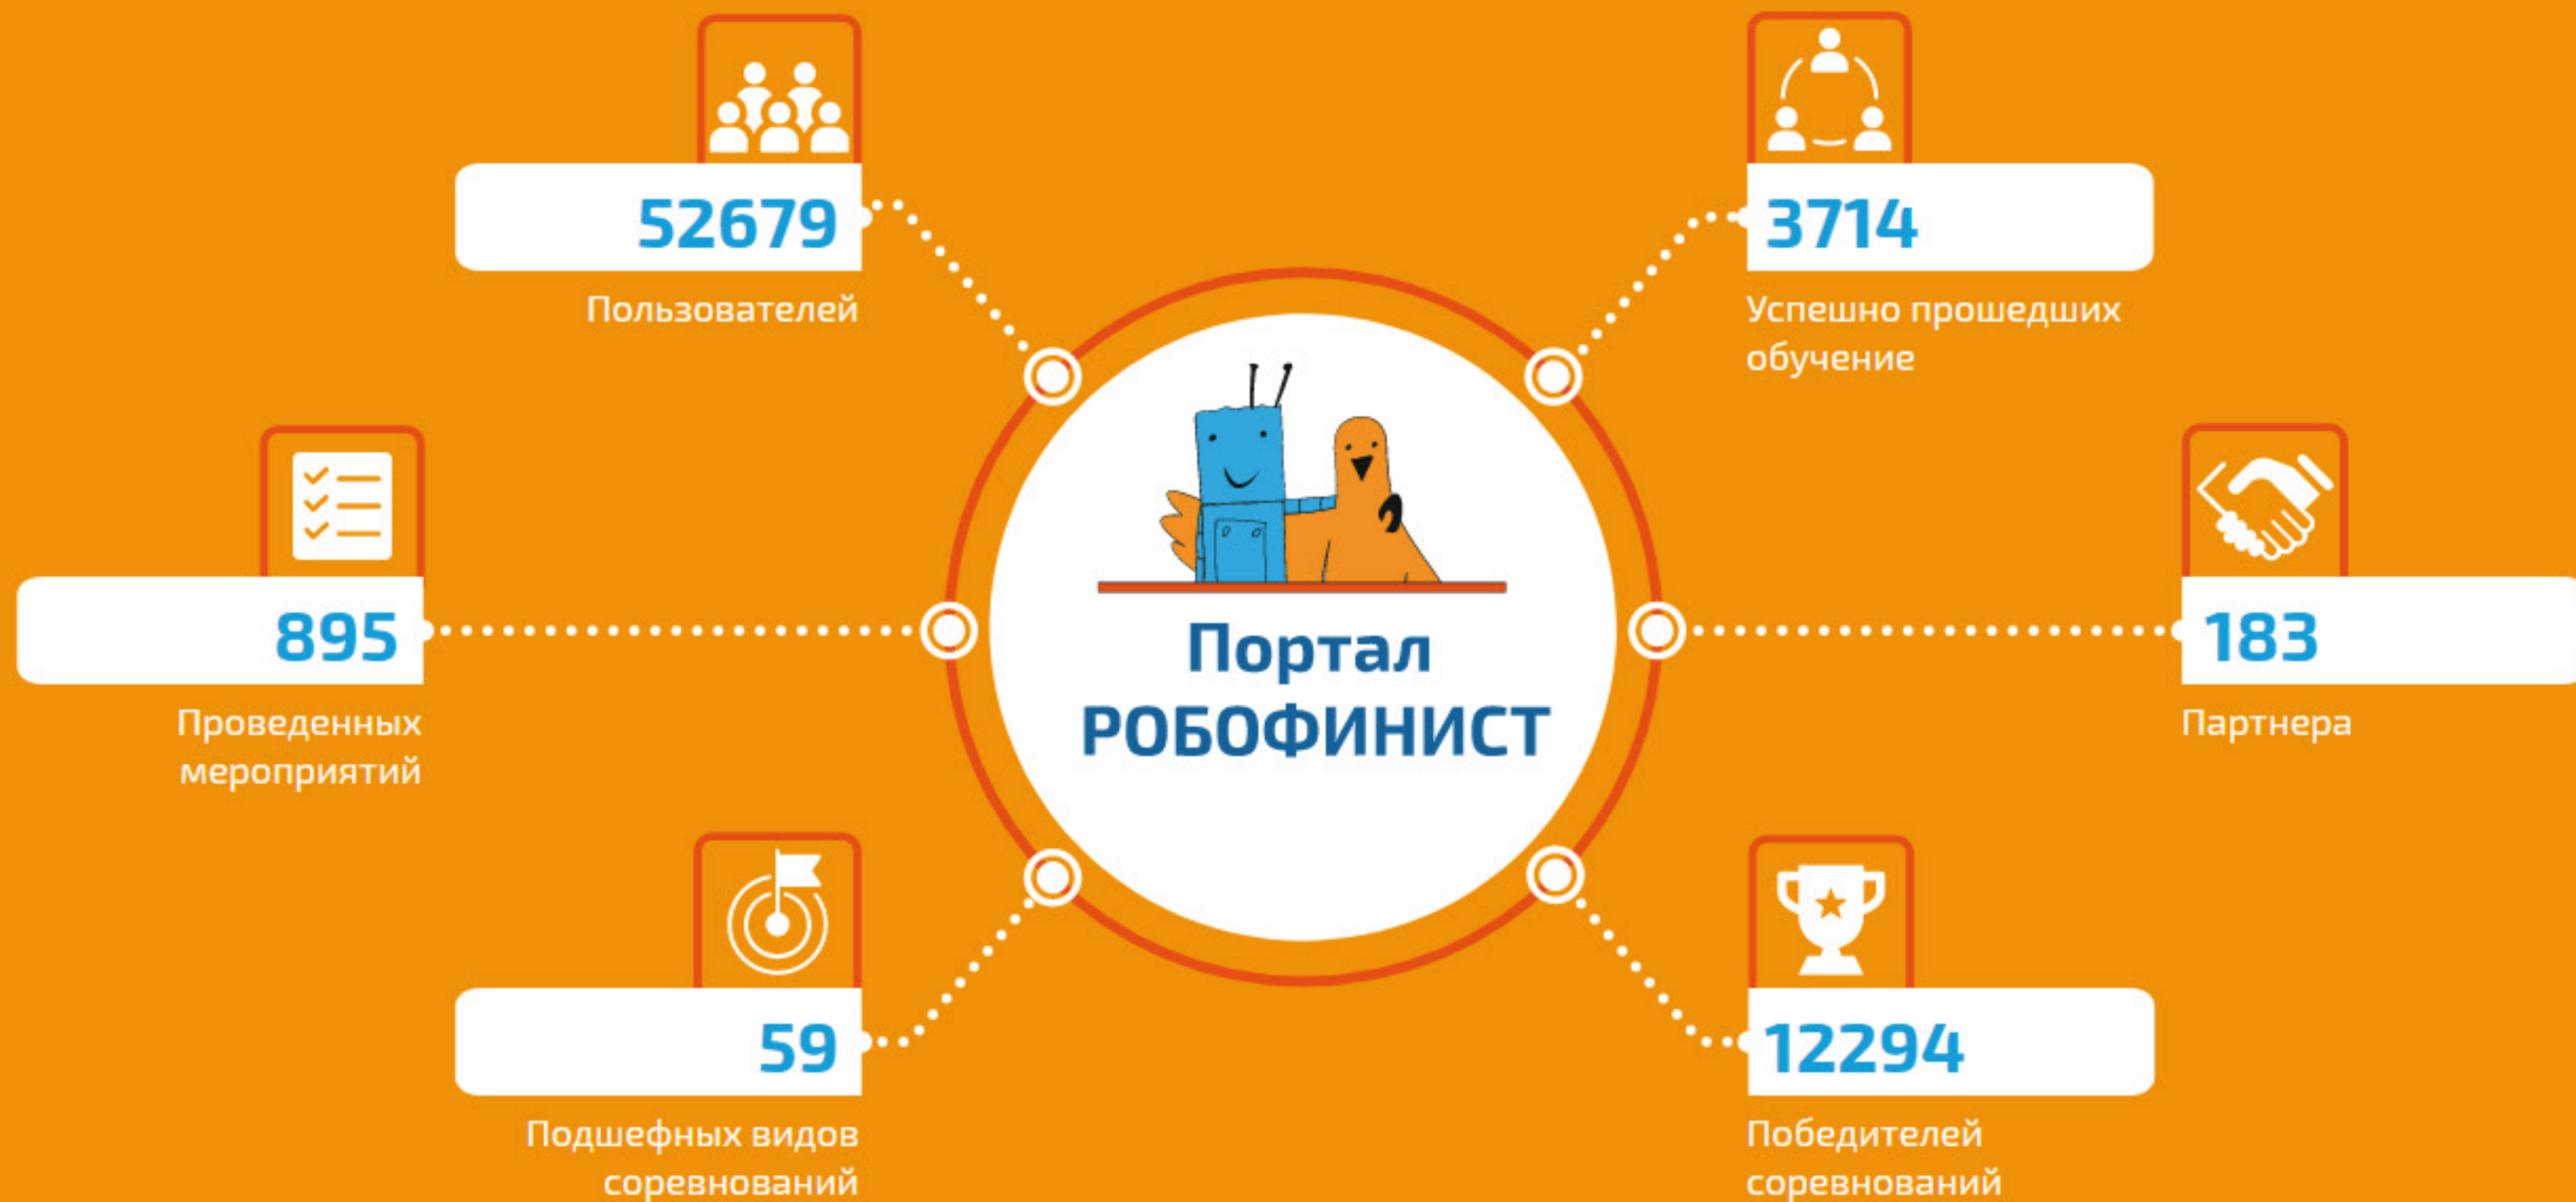 52679
Пользователей
3714
Успешно прошедших
обучение
895
Проведенных
мероприятий
Портал
РОБОФИНИСТ
183
Партнера
59
Подшефных видов
соревнований
12294
Победителей
соревнований